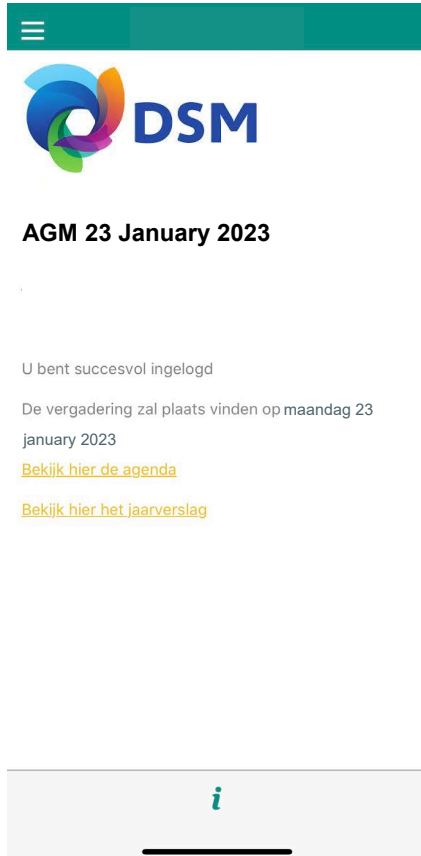 DSM
AGM 23 January 2023
U bent succesvol ingelogd
De vergadering zal plaats vinden op maandag 23
january 2023
Bekijk hier de agenda
Bekijk hier het jaarverslag
i